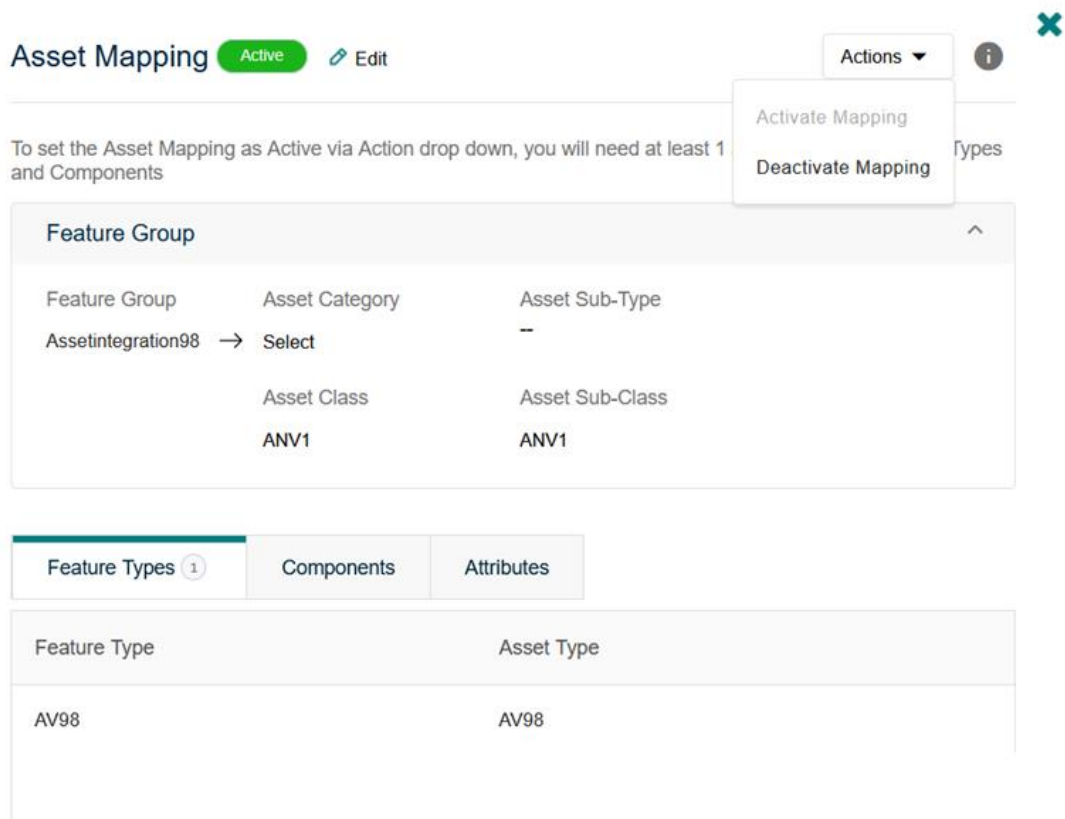 Asset Mapping Active Edit Actions
Activate Mapping
To set the Asset Mapping as Active via Action drop down, you will need at least 1 Types
and Components
Deactivate Mapping
Feature Group
Feature Group Asset Category Asset Sub-Type
Assetintegration98 → Select --
Asset Class Asset Sub-Class
ANV1 ANV1
Feature Types 1 Components Attributes
Feature Type Asset Type
AV98 AV98